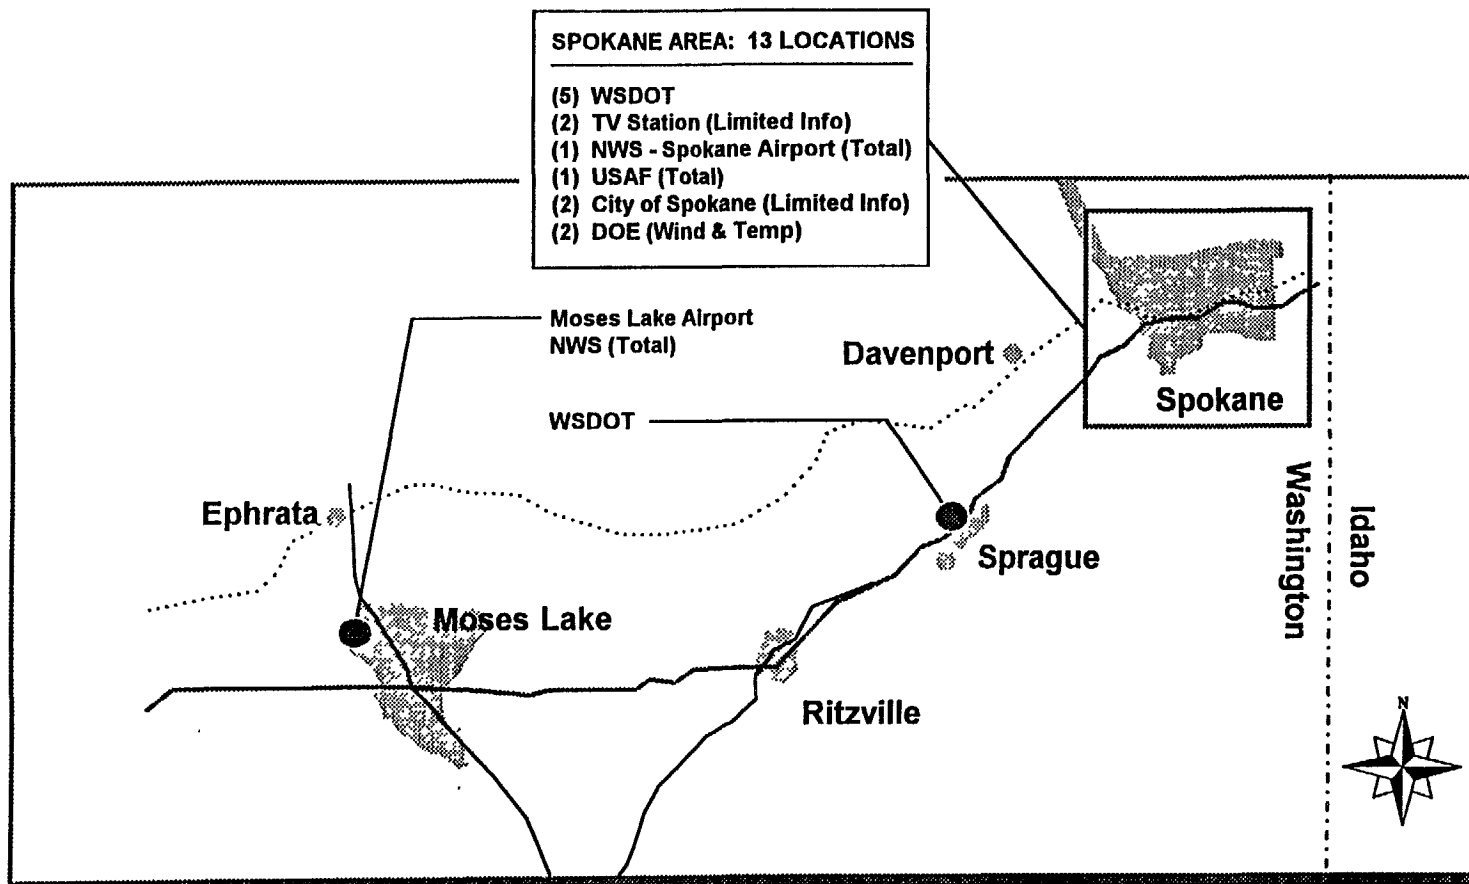 SPOKANE AREA: 13 LOCATIONS
(5) WSDOT
(2) TV Station (Limited Info)
(1) NWS - Spokane Airport (Total)
(1) USAF (Total)
(2) City of Spokane (Limited Info)
(2) DOE (Wind & Temp)
Moses Lake Airport
NWS (Total)
Davenport
Spokane
WSDOT
Ephrata
Sprague
Washington
Idaho
Moses Lake
Ritzville
N